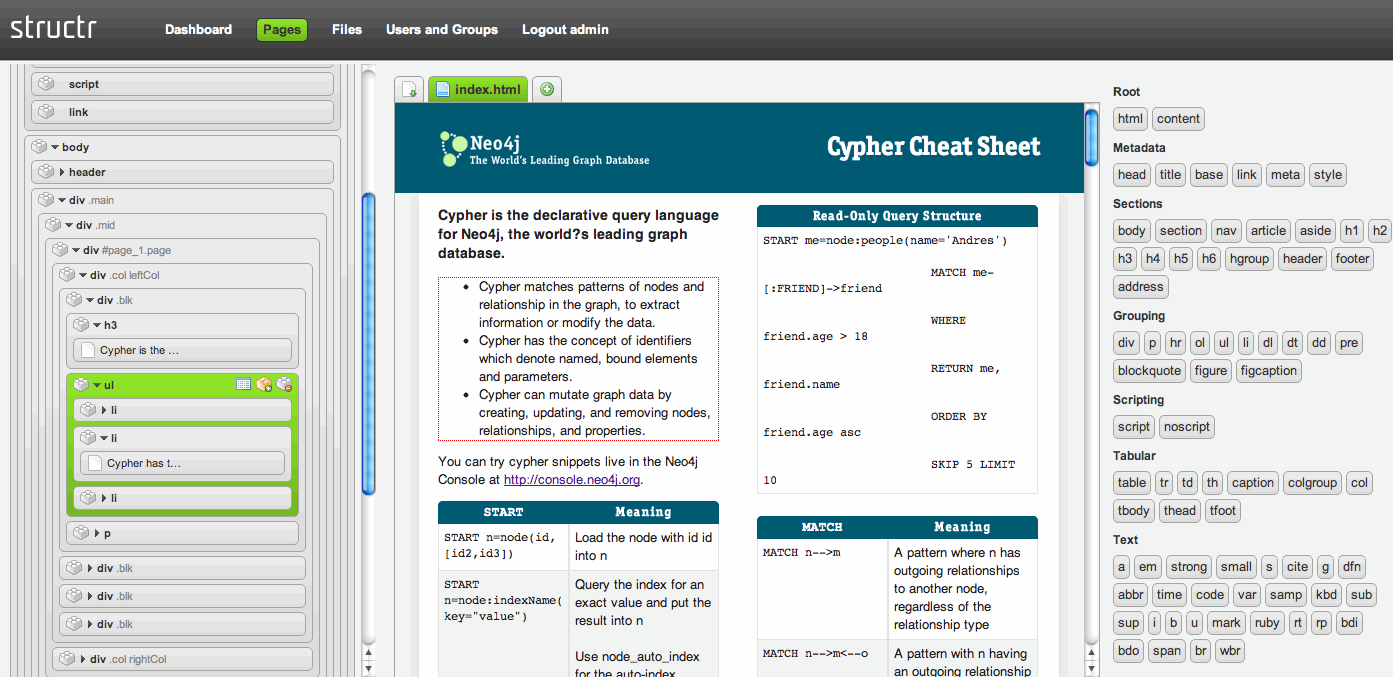 structr
Dashboard Pages Files Users and Groups Logout admin
script
link
body
header
div .main
div .mid
div #page_1.page
div .col leftCol
div .blk
h3
Cypher is the ...
ul
li
li
Cypher has t...
li
p
div .blk
div .blk
div .blk
div .col rightCol
index.html
Neo4j
The World's Leading Graph Database
Cypher Cheat Sheet
Cypher is the declarative query language
for Neo4j, the world?s leading graph
database.
• Cypher matches patterns of nodes and
relationship in the graph, to extract
information or modify the data.
• Cypher has the concept of identifiers
which denote named, bound elements
and parameters.
• Cypher can mutate graph data by
creating, updating, and removing nodes,
relationships, and properties.
You can try cypher snippets live in the Neo4j
Console at http://console.neo4j.org.
START Meaning
START n=node(id, Load the node with id id
[id2,id3]) into n
START Query the index for an
n=node:indexName( exact value and put the
key="value") result into n
Use node_auto_index
for the auto-index
Read-Only Query Structure
START me=node:people(name='Andres')
MATCH me-
[:FRIEND]->friend
WHERE
friend.age > 18
RETURN me,
friend.name
ORDER BY
friend.age asc
SKIP 5 LIMIT
10
MATCH Meaning
MATCH n-->m A pattern where n has
outgoing relationships
to another node,
regardless of the
relationship type
MATCH n-->m<--o A pattern with n having
an outgoing relationship
Root
html content
Metadata
head title base link meta style
Sections
body section nav article aside h1 h2
h3 h4 h5 h6 hgroup header footer
address
Grouping
div p hr ol ul li dl dt dd pre
blockquote figure figcaption
Scripting
script noscript
Tabular
table tr td th caption colgroup col
tbody thead tfoot
Text
a em strong small s cite g dfn
abbr time code var samp kbd sub
sup i b u mark ruby rt rp bdi
bdo span br wbr